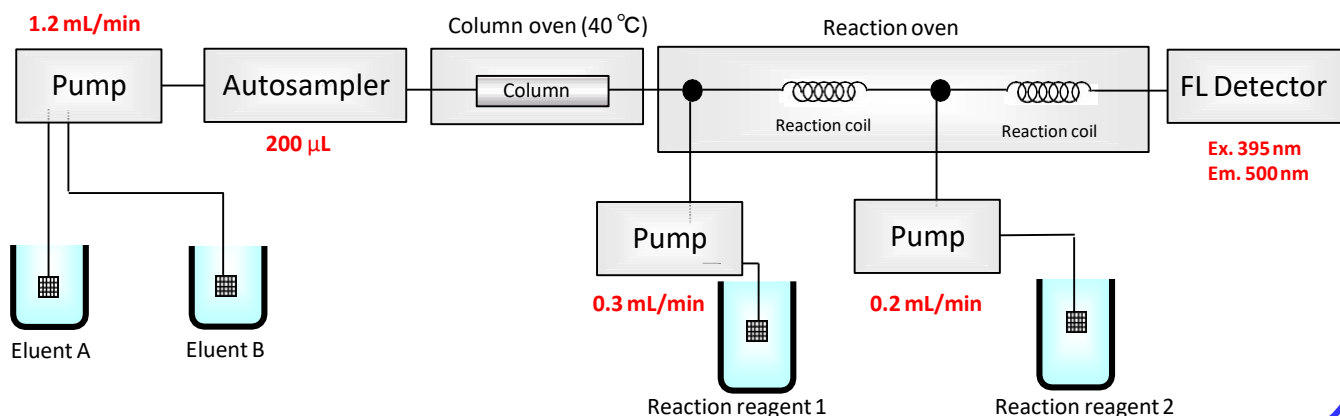 1.2 mL/min
Column oven (40 ℃)
Reaction oven
Pump
Autosampler
Column
FL Detector
Reaction coil
Reaction coil
200 μL
Ex. 395 nm
Em. 500 nm
Pump
Pump
0.3 mL/min
0.2 mL/min
Eluent A
Eluent B
Reaction reagent 1
Reaction reagent 2